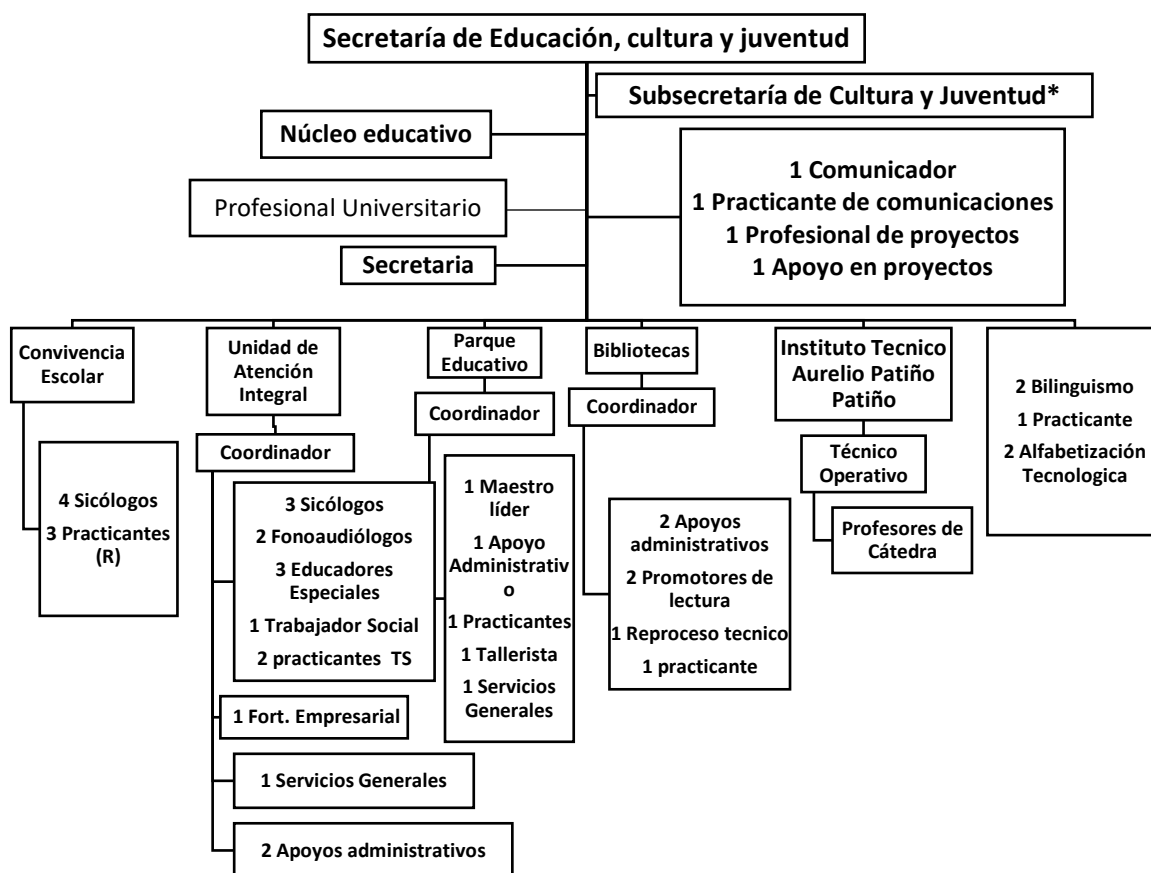 Secretaría de Educación, cultura y juventud
Subsecretaría de Cultura y Juventud*
Núcleo educativo
1 Comunicador
1 Practicante de comunicaciones
1 Profesional de proyectos
1 Apoyo en proyectos
Profesional Universitario
Secretaria
Convivencia
Escolar
4 Sicólogos
3 Practicantes
(R)
Unidad de
Atención
Integral
Coordinador
3 Sicólogos
2 Fonoaudiólogos
3 Educadores
Especiales
1 Trabajador Social
2 practicantes TS
1 Fort. Empresarial
1 Servicios Generales
2 Apoyos administrativos
Parque
Educativo
Coordinador
1 Maestro
líder
1 Apoyo
Administrativ
o
1 Practicantes
1 Tallerista
1 Servicios
Generales
Bibliotecas
Coordinador
2 Apoyos
administrativos
2 Promotores de
lectura
1 Reproceso tecnico
1 practicante
Instituto Tecnico
Aurelio Patiño
Patiño
Técnico
Operativo
Profesores de
Cátedra
2 Bilinguismo
1 Practicante
2 Alfabetización
Tecnologica